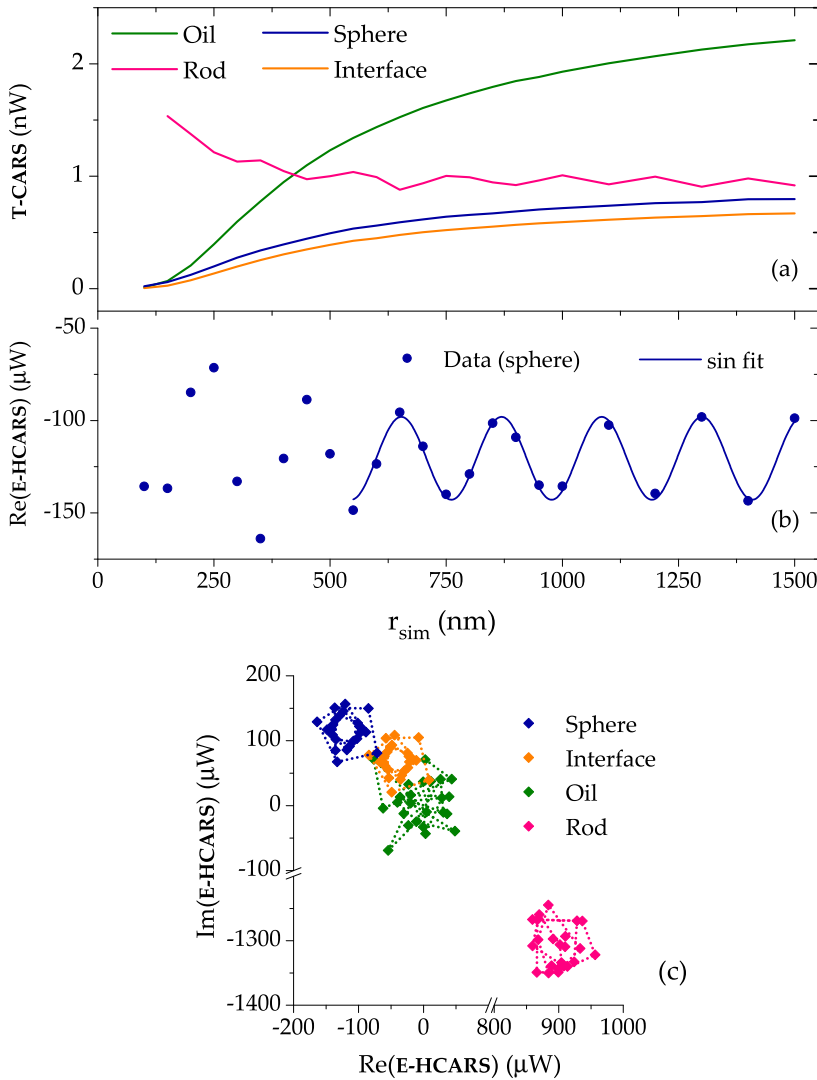 Oil Sphere
Rod Interface
T-CARS (nW)
2
1
0
(a)
Re(E-HCARS) (μW)
-50
-100
-150
Data (sphere) sin fit
(b)
0 250 500 750 1000 1250 1500
r_sim (nm)
Im(E-HCARS) (μW)
200
100
0
-100
-1300
-1400
Sphere
Interface
Oil
Rod
(c)
-200 -100 0 800 900 1000
Re(E-HCARS) (μW)